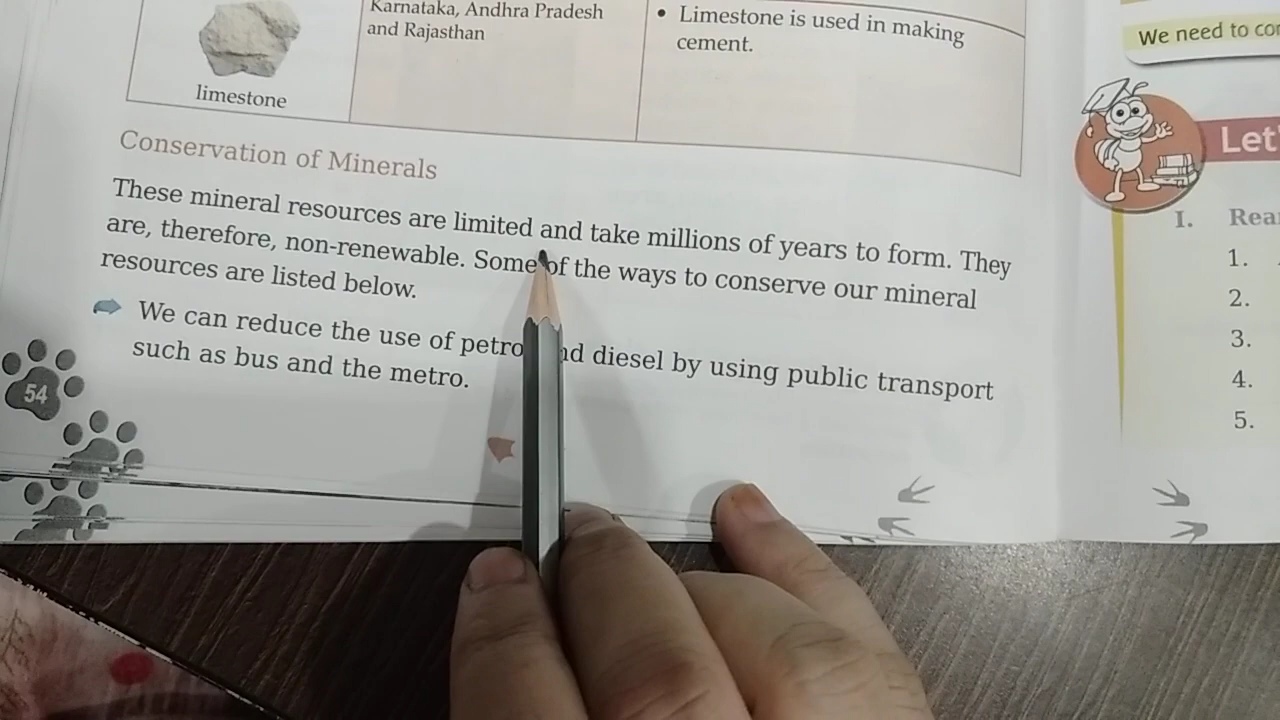 Karnataka, Andhra Pradesh
and Rajasthan
• Limestone is used in making
cement.
limestone
Conservation of Minerals
These mineral resources are limited and take millions of years to form. They
are, therefore, non-renewable. Some of the ways to conserve our mineral
resources are listed below.
We can reduce the use of petro nd diesel by using public transport
such as bus and the metro.
54
We need to
Let'
I.
1.
2.
3.
4.
5.